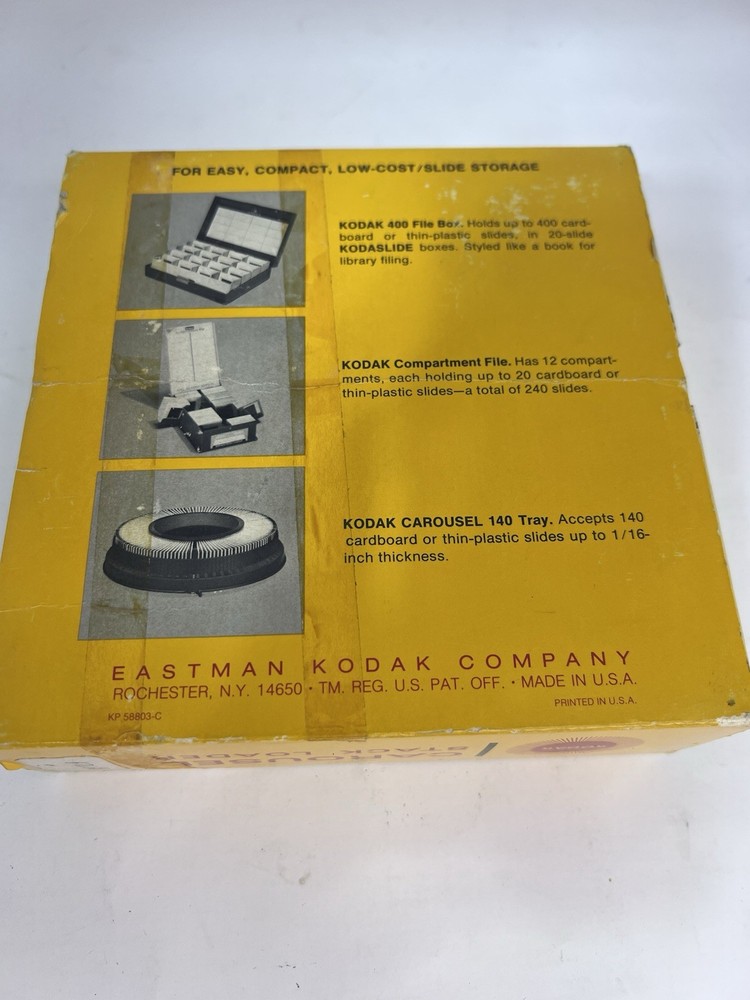 FOR EASY, COMPACT, LOW-COST/SLIDE STORAGE
KODAK 400 File Box. Holds up to 400 card-
board or thin-plastic slides, in 20-slide
KODASLIDE boxes. Styled like a book for
library filing.
KODAK Compartment File. Has 12 compart-
ments, each holding up to 20 cardboard or
thin-plastic slides—a total of 240 slides.
KODAK CAROUSEL 140 Tray. Accepts 140
cardboard or thin-plastic slides up to 1/16-
inch thickness.
EASTMAN KODAK COMPANY
ROCHESTER, N.Y. 14650 • TM. REG. U.S. PAT. OFF. • MADE IN U.S.A.
KP 58803-C
PRINTED IN U.S.A.
CAROUSEL
STACK LOADER
Kodak